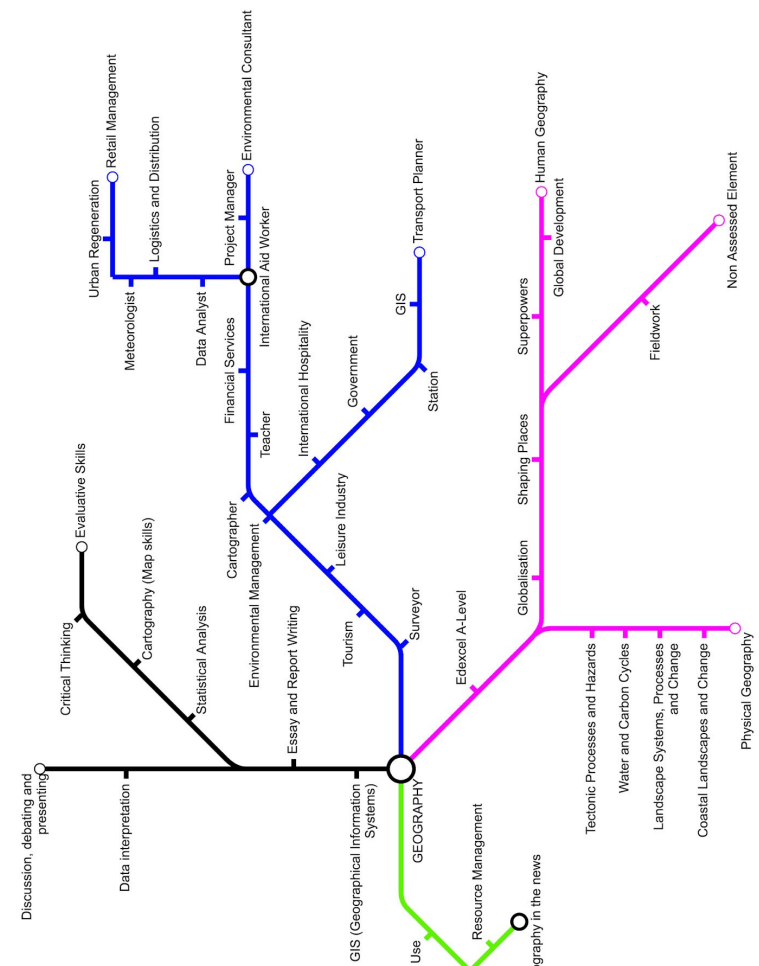 Discussion, debating and
presenting
Data interpretation
Critical Thinking
Evaluative Skills
Cartography (Map skills)
Statistical Analysis
Essay and Report Writing
GIS (Geographical Information
Systems)
GEOGRAPHY
Use
Resource Management
ography in the news
Surveyor
Tourism
Leisure Industry
Environmental Management
Cartographer
Teacher
Financial Services
International Aid Worker
Project Manager
Environmental Consultant
Data Analyst
Logistics and Distribution
Meteorologist
Urban Regeneration
Retail Management
International Hospitality
Government
Station
GIS
Transport Planner
Edexcel A-Level
Globalisation
Shaping Places
Superpowers
Global Development
Human Geography
Fieldwork
Non Assessed Element
Tectonic Processes and Hazards
Water and Carbon Cycles
Landscape Systems, Processes
and Change
Coastal Landscapes and Change
Physical Geography